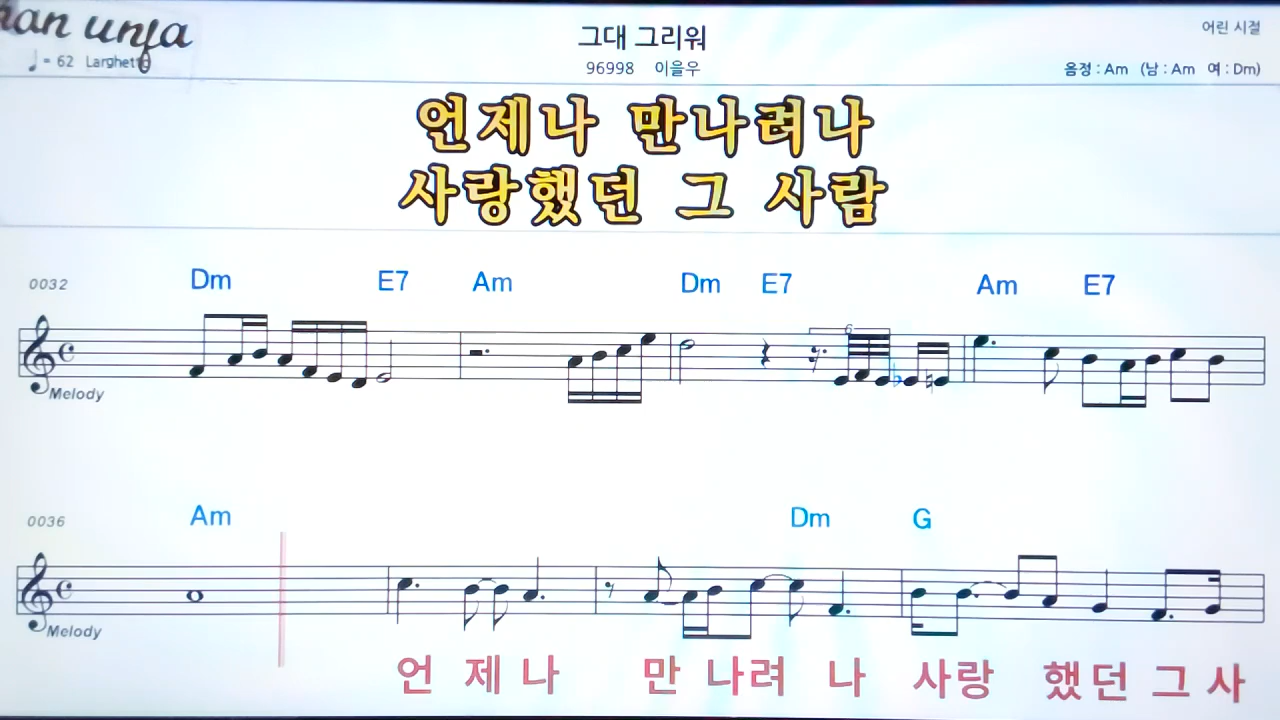 man unfa
♩ = 62 Larghetto
그대 그리워
96998 이을우
어린 시절
음정 : Am (남 : Am 여 : Dm)
언제나 만나려나
사랑했던 그 사람
0032 Dm E7 Am Dm E7 Am E7
6
Melody
0036 Am Dm G
Melody
언 제 나 만 나려 나 사랑 했던 그 사